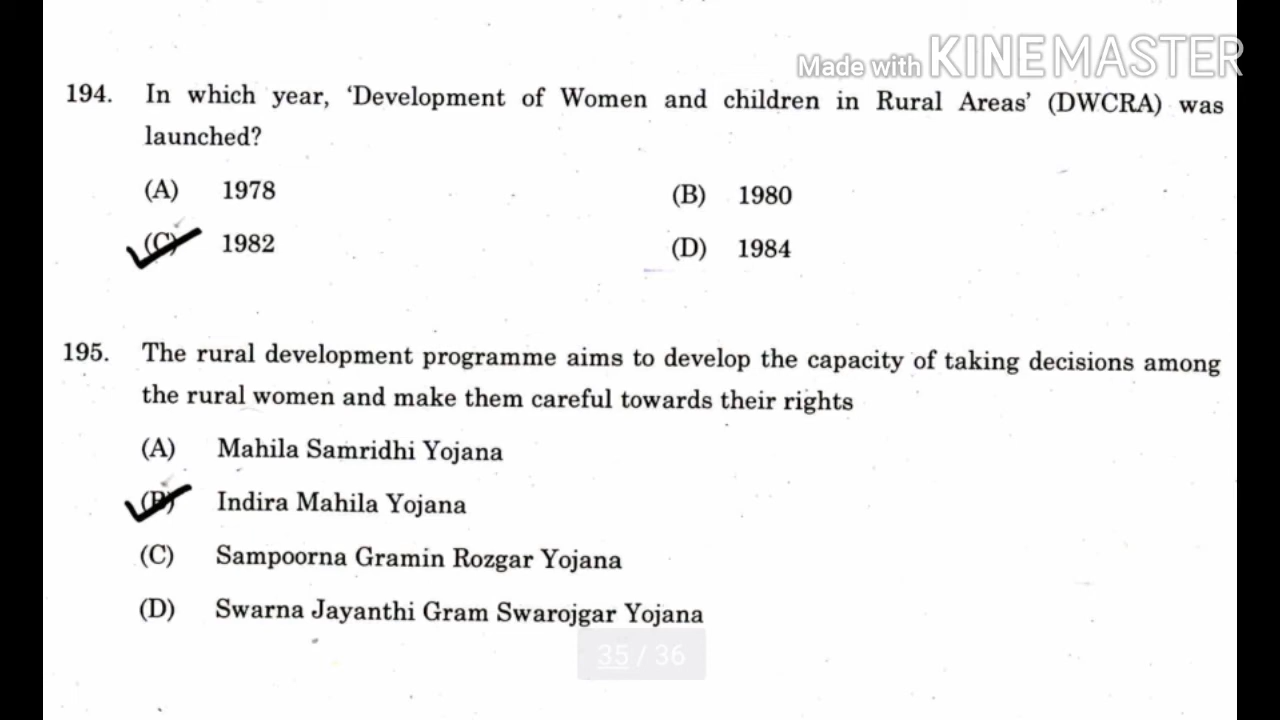 Made with KINEMASTER
194. In which year, ‘Development of Women and children in Rural Areas’ (DWCRA) was
launched?
(A) 1978 (B) 1980
(C) 1982 (D) 1984
195. The rural development programme aims to develop the capacity of taking decisions among
the rural women and make them careful towards their rights
(A) Mahila Samridhi Yojana
(B) Indira Mahila Yojana
(C) Sampoorna Gramin Rozgar Yojana
(D) Swarna Jayanthi Gram Swarojgar Yojana
35 / 36